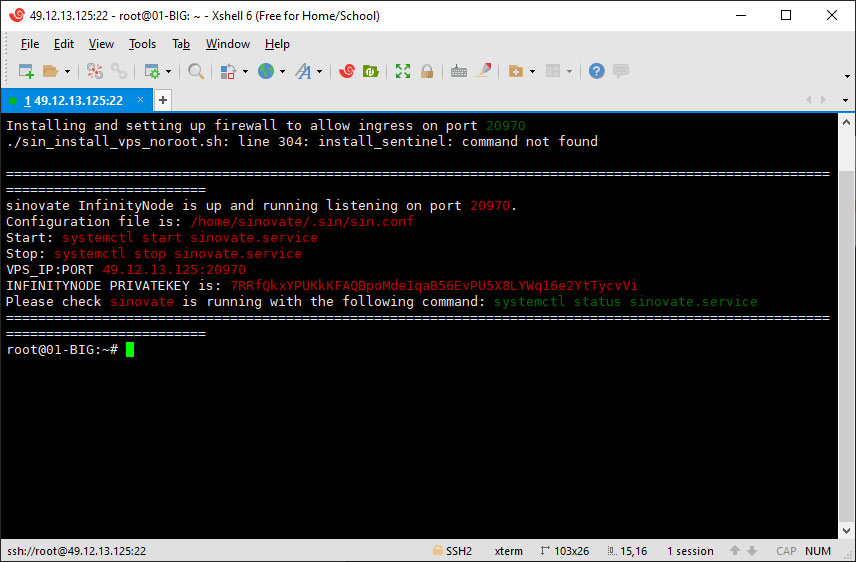 49.12.13.125:22 - root@01-BIG: ~ - Xshell 6 (Free for Home/School)
File Edit View Tools Tab Window Help
1 49.12.13.125:22 × +
Installing and setting up firewall to allow ingress on port 20970
./sin_install_vps_noroot.sh: line 304: install_sentinel: command not found
=======================================================================================================
=========================
sinovate InfinityNode is up and running listening on port 20970.
Configuration file is: /home/sinovate/.sin/sin.conf
Start: systemctl start sinovate.service
Stop: systemctl stop sinovate.service
VPS_IP:PORT 49.12.13.125:20970
INFINITYNODE PRIVATEKEY is: 7RRfQkxYPUKkKFAQBpoMde1qaB56EvPU5X8LYWq16e2YtTycvVi
Please check sinovate is running with the following command: systemctl status sinovate.service
=======================================================================================================
=========================
root@01-BIG:~#
ssh://root@49.12.13.125:22 SSH2 xterm 103x26 15,16 1 session CAP NUM